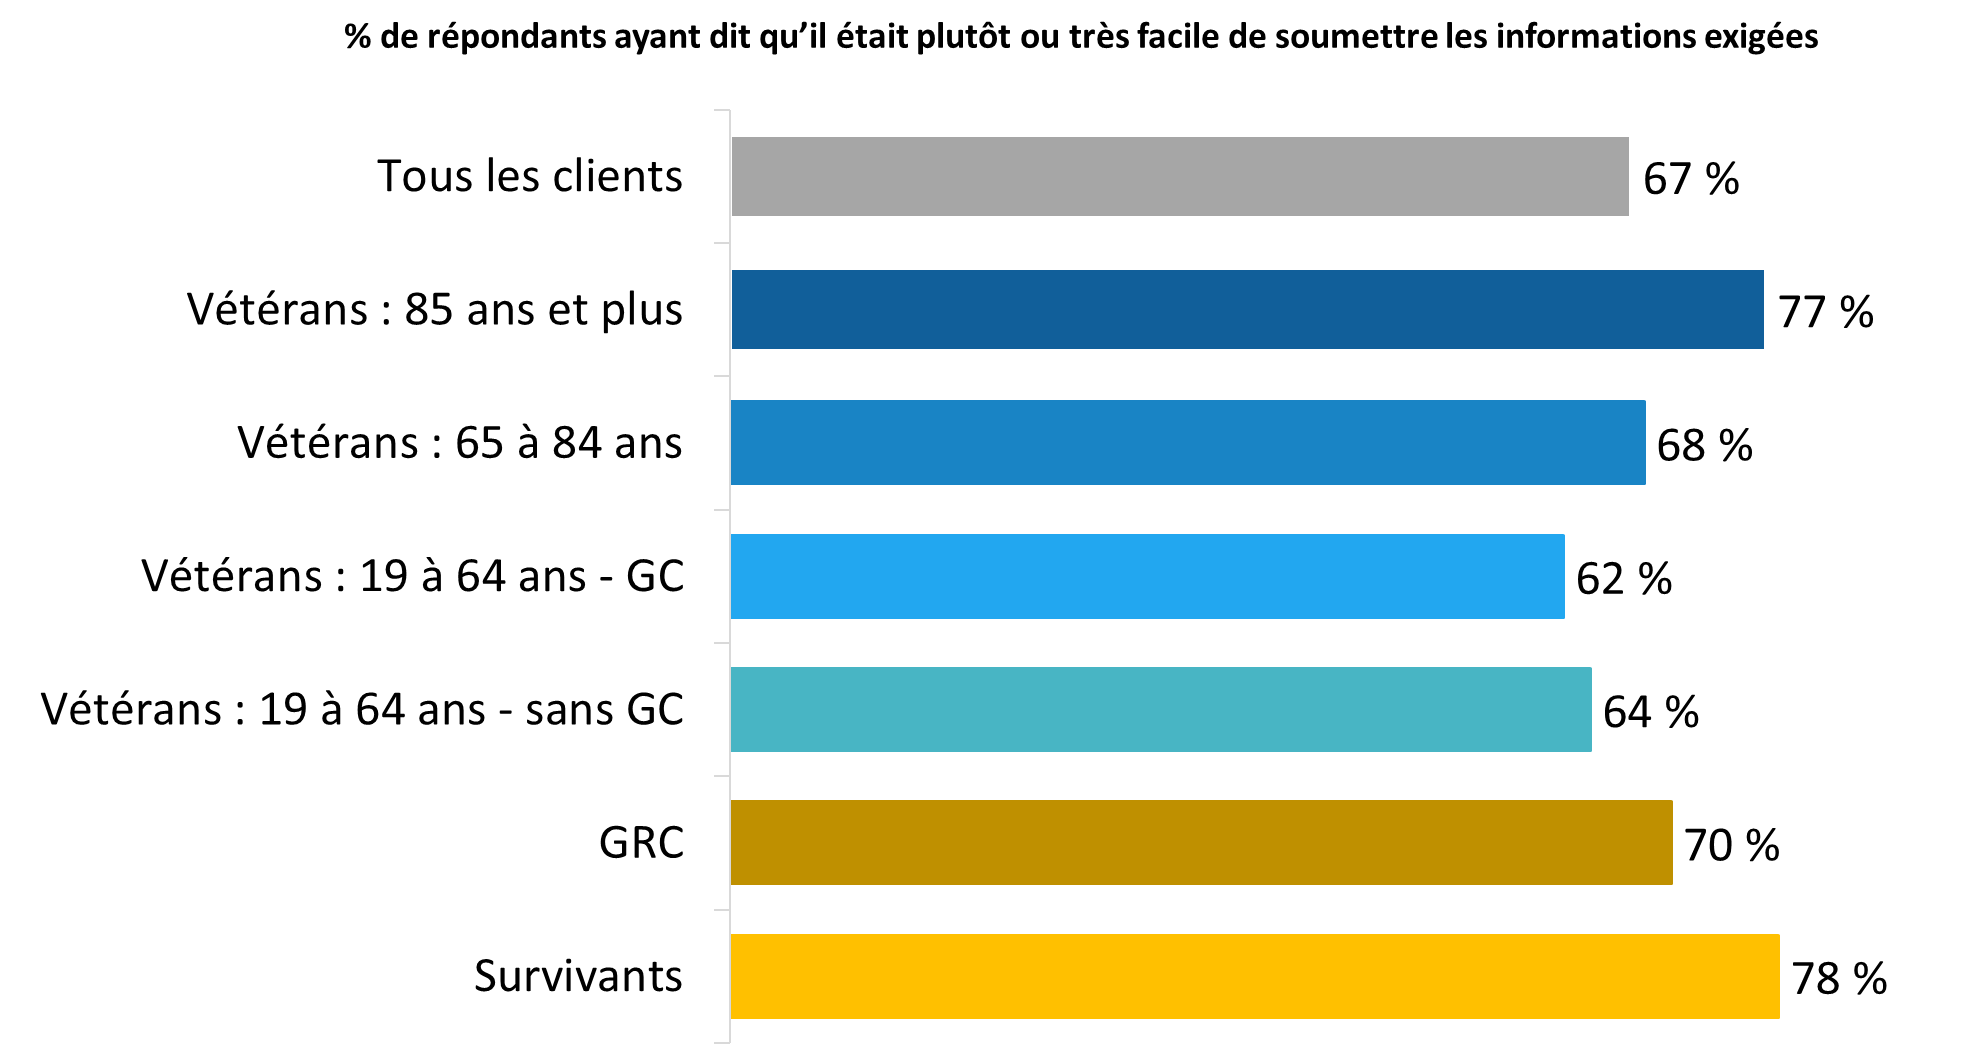 % de répondants ayant dit qu’il était plutôt ou très facile de soumettre les informations exigées
Tous les clients 67 %
Vétérans : 85 ans et plus 77 %
Vétérans : 65 à 84 ans 68 %
Vétérans : 19 à 64 ans - GC 62 %
Vétérans : 19 à 64 ans - sans GC 64 %
GRC 70 %
Survivants 78 %